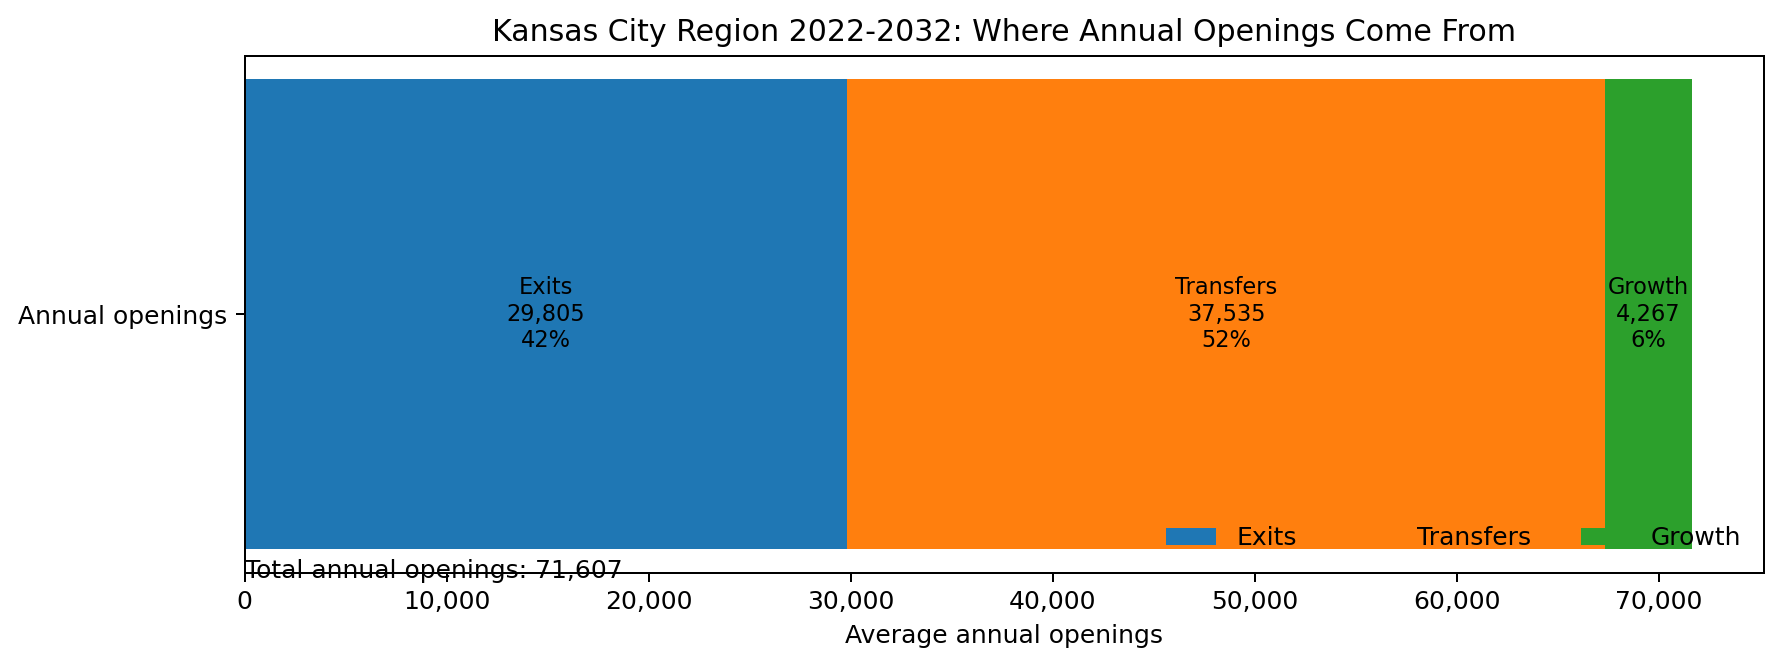 Kansas City Region 2022-2032: Where Annual Openings Come From
Annual openings
Exits
29,805
42%
Transfers
37,535
52%
Growth
4,267
6%
Exits
Transfers
Growth
Total annual openings: 71,607
0
10,000
20,000
30,000
40,000
50,000
60,000
70,000
Average annual openings